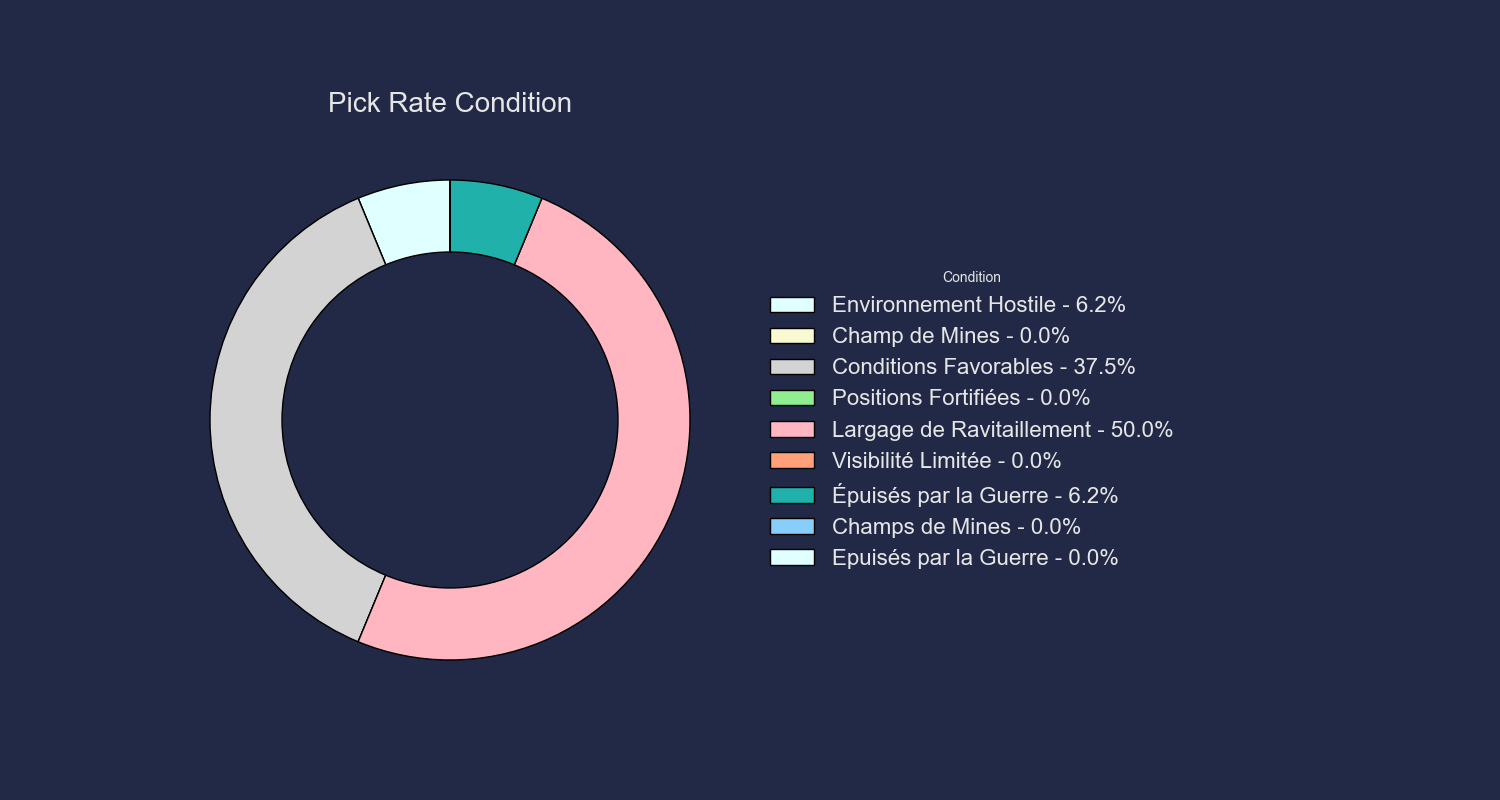 Pick Rate Condition
Condition
Environnement Hostile - 6.2%
Champ de Mines - 0.0%
Conditions Favorables - 37.5%
Positions Fortifiées - 0.0%
Largage de Ravitaillement - 50.0%
Visibilité Limitée - 0.0%
Épuisés par la Guerre - 6.2%
Champs de Mines - 0.0%
Epuisés par la Guerre - 0.0%